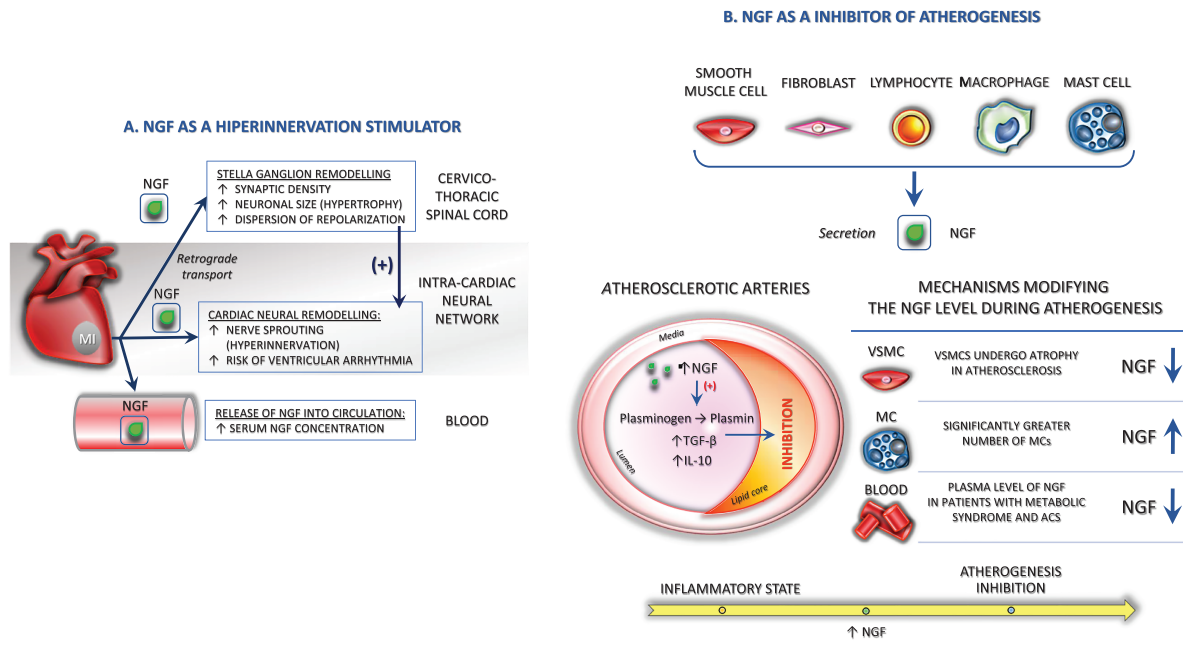 A. NGF AS A HIPERINNERVATION STIMULATOR
NGF
STELLA GANGLION REMODELLING
↑ SYNAPTIC DENSITY
↑ NEURONAL SIZE (HYPERTROPHY)
↑ DISPERSION OF REPOLARIZATION
CERVICO-
THORACIC
SPINAL CORD
Retrograde
transport
(+)
NGF
MI
CARDIAC NEURAL REMODELLING:
↑ NERVE SPROUTING
(HYPERINNERVATION)
↑ RISK OF VENTRICULAR ARRHYTHMIA
INTRA-CARDIAC
NEURAL
NETWORK
NGF
RELEASE OF NGF INTO CIRCULATION:
↑ SERUM NGF CONCENTRATION
BLOOD
B. NGF AS A INHIBITOR OF ATHEROGENESIS
SMOOTH
MUSCLE CELL
FIBROBLAST
LYMPHOCYTE
MACROPHAGE
MAST CELL
Secretion
NGF
ATHEROSCLEROTIC ARTERIES
Media
↑NGF
(+)
Plasminogen → Plasmin
↑TGF-β
↑IL-10
Lumen
INHIBITION
Lipid core
MECHANISMS MODIFYING
THE NGF LEVEL DURING ATHEROGENESIS
VSMC
VSMCS UNDERGO ATROPHY
IN ATHEROSCLEROSIS
NGF ↓
MC
SIGNIFICANTLY GREATER
NUMBER OF MCs
NGF ↑
BLOOD
PLASMA LEVEL OF NGF
IN PATIENTS WITH METABOLIC
SYNDROME AND ACS
NGF ↓
INFLAMMATORY STATE
ATHEROGENESIS
INHIBITION
↑ NGF